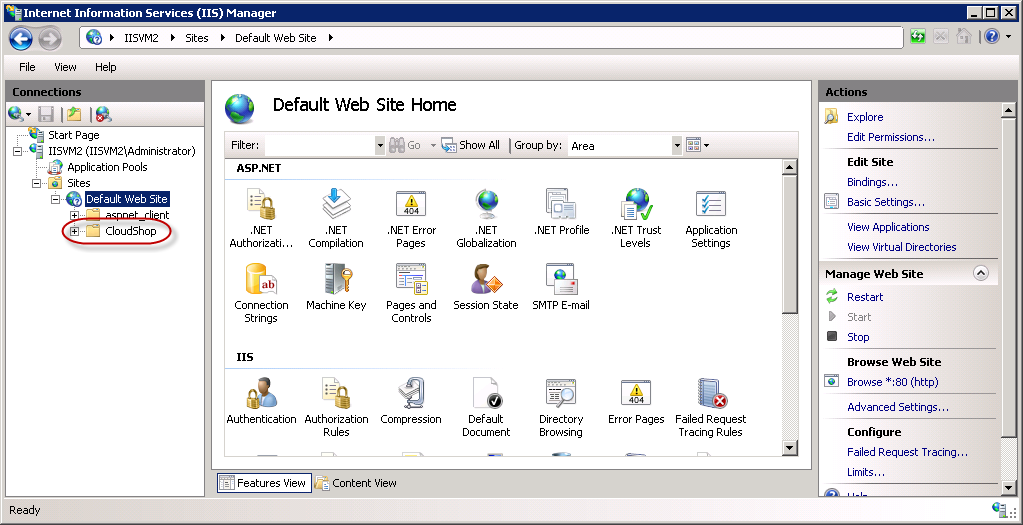 Internet Information Services (IIS) Manager
IISVM2 Sites Default Web Site
File View Help
Connections
Start Page
IISVM2 (IISVM2\Administrator)
Application Pools
Sites
Default Web Site
aspnet_client
CloudShop
Default Web Site Home
Filter: Go Show All Group by: Area
ASP.NET
.NET Authorizati...
.NET Compilation
.NET Error Pages
.NET Globalization
.NET Profile
.NET Trust Levels
Application Settings
Connection Strings
Machine Key
Pages and Controls
Session State
SMTP E-mail
IIS
Authentication
Authorization Rules
Compression
Default Document
Directory Browsing
Error Pages
Failed Request Tracing Rules
Features View Content View
Actions
Explore
Edit Permissions...
Edit Site
Bindings...
Basic Settings...
View Applications
View Virtual Directories
Manage Web Site
Restart
Start
Stop
Browse Web Site
Browse *:80 (http)
Advanced Settings...
Configure
Failed Request Tracing...
Limits...
Help
Ready